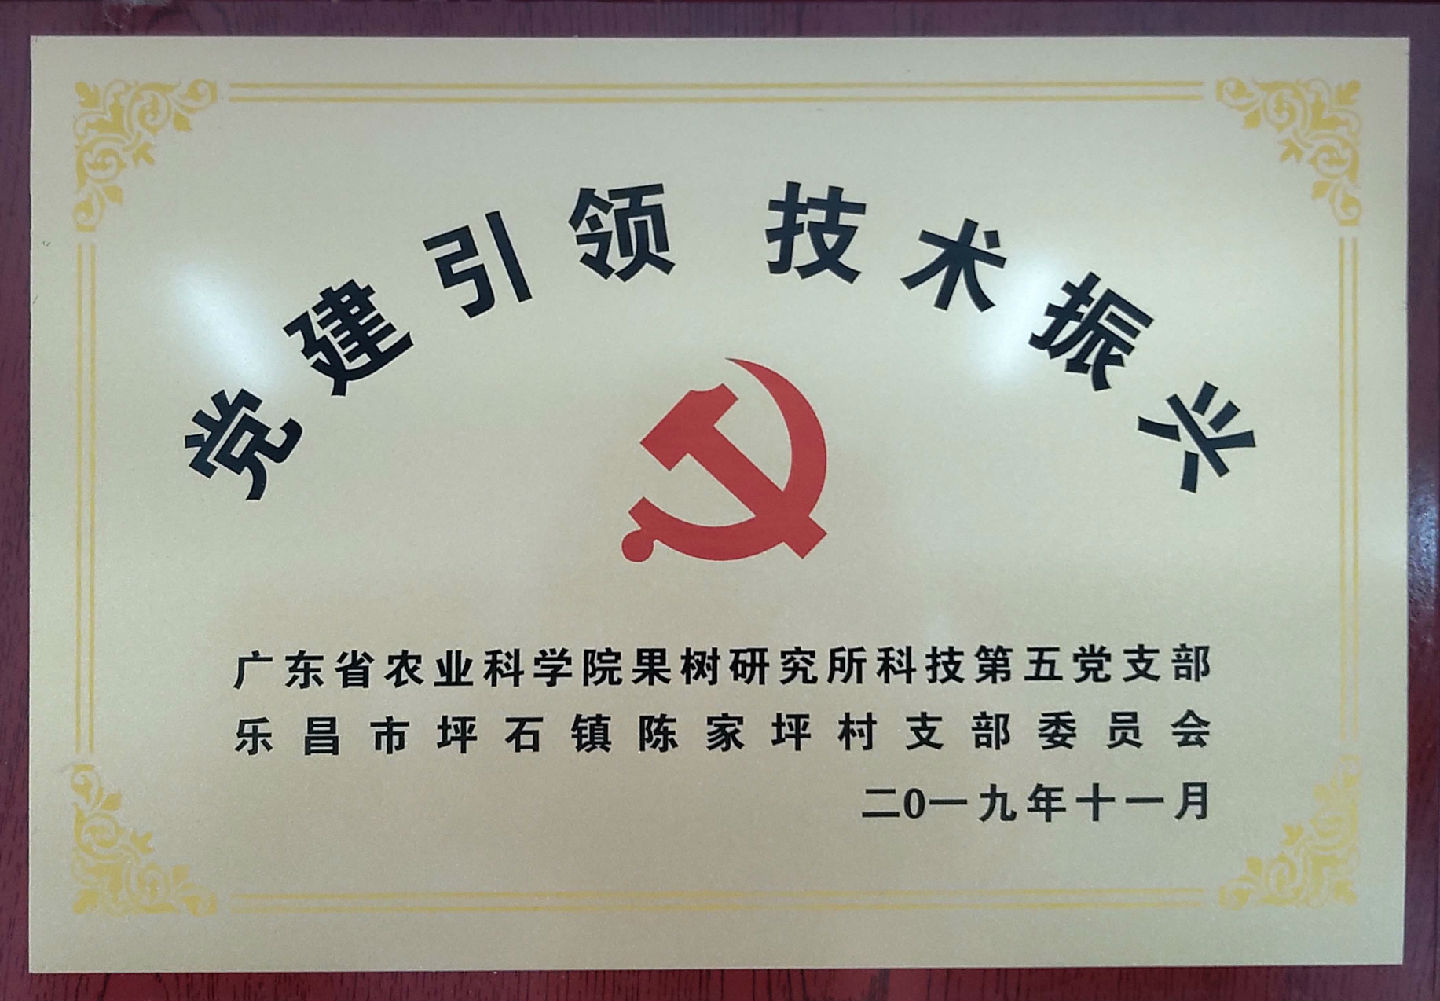 党建引领 技术振兴
广东省农业科学院果树研究所科技第五党支部
乐昌市坪石镇陈家坪村支部委员会
二0一九年十一月